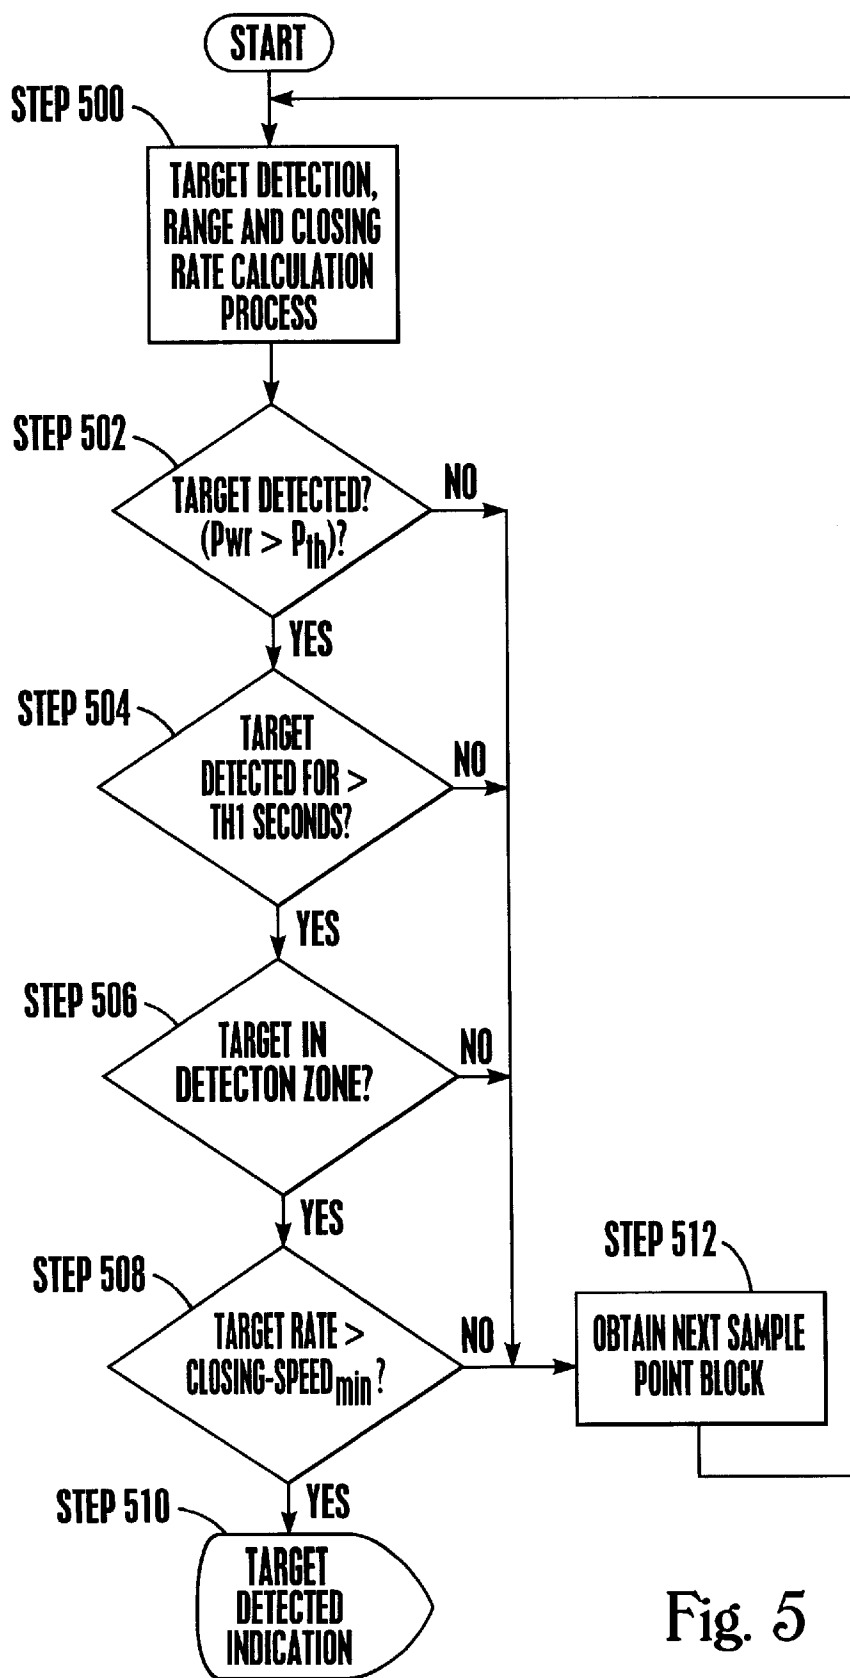 START
STEP 500
TARGET DETECTION,
RANGE AND CLOSING
RATE CALCULATION
PROCESS
STEP 502
TARGET DETECTED?
(Pwr > Pth)?
NO
YES
STEP 504
TARGET
DETECTED FOR >
TH1 SECONDS?
NO
YES
STEP 506
TARGET IN
DETECTON ZONE?
NO
YES
STEP 508
TARGET RATE >
CLOSING-SPEEDmin?
NO
STEP 512
OBTAIN NEXT SAMPLE
POINT BLOCK
YES
STEP 510
TARGET
DETECTED
INDICATION
Fig. 5